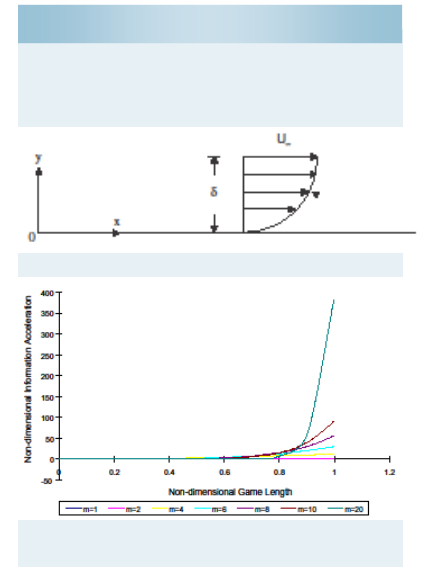 U∞
y
δ
x
0
Non-dimensional Information Acceleration
400
350
300
250
200
150
100
50
0
-50
0 0.2 0.4 0.6 0.8 1 1.2
Non-dimensional Game Length
m=1 m=2 m=4 m=6 m=8 m=10 m=20